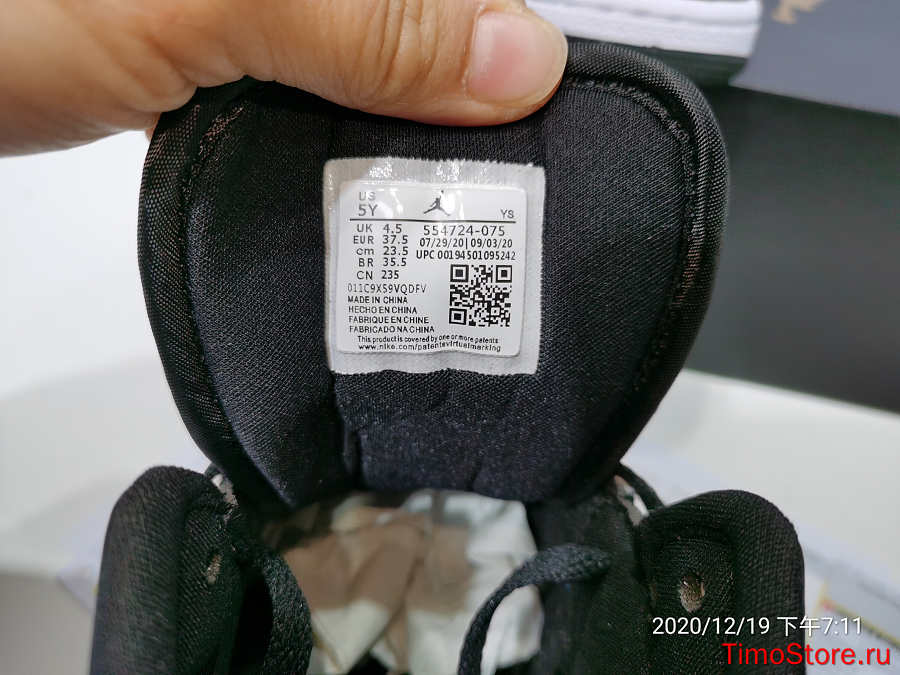 US
5Y
YS
UK 4.5
EUR 37.5
cm 23.5
BR 35.5
CN 235
554724-075
07/29/20|09/03/20
UPC 00194501095242
011C9XS9VQDFV
MADE IN CHINA
HECHO EN CHINA
FABRIQUE EN CHINE
FABRICADO NA CHINA
This product is covered by one or more patents
www.nike.com/patentsvirtualmarking
2020/12/19 下午7:11
TimoStore.ru